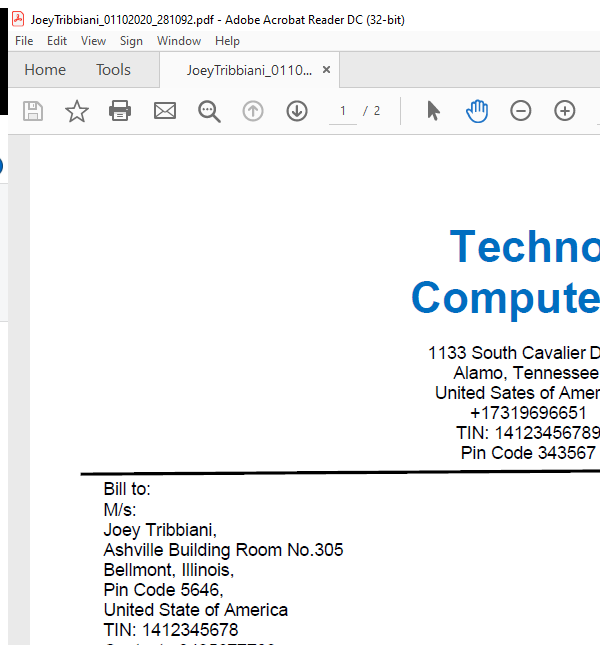 JoeyTribbiani_01102020_281092.pdf - Adobe Acrobat Reader DC (32-bit)
File Edit View Sign Window Help
Home Tools JoeyTribbiani_0110... ×
1 / 2
Techno
Compute
1133 South Cavalier D
Alamo, Tennessee
United Sates of Amer
+17319696651
TIN: 14123456789
Pin Code 343567
Bill to:
M/s:
Joey Tribbiani,
Ashville Building Room No.305
Bellmont, Illinois,
Pin Code 5646,
United State of America
TIN: 1412345678